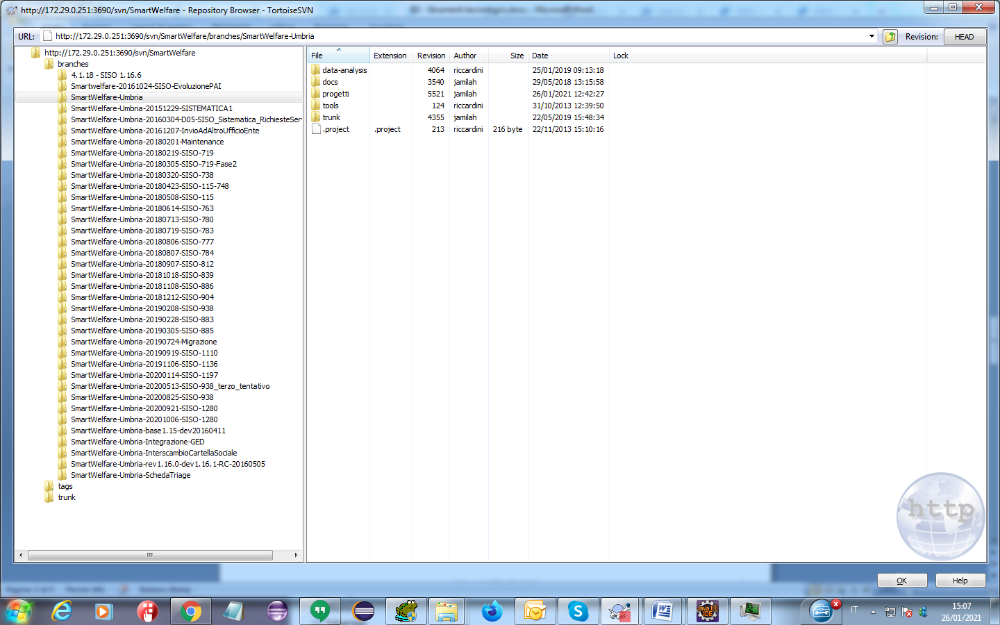 http://172.29.0.251:3690/svn/SmartWelfare - Repository Browser - TortoiseSVN
URL: http://172.29.0.251:3690/svn/SmartWelfare/branches/SmartWelfare-Umbria Revision: HEAD
http://172.29.0.251:3690/svn/SmartWelfare
branches
4.1.18 - SISO 1.16.6
Smartwelfare-20161024-SISO-EvoluzionePAI
SmartWelfare-Umbria
SmartWelfare-Umbria-20151229-SISTEMATICA1
SmartWelfare-Umbria-20160304-D05-SISO_Sistematica_RichiesteSer
SmartWelfare-Umbria-20161207-InvioAdAltroUfficioEnte
SmartWelfare-Umbria-20180201-Maintenance
SmartWelfare-Umbria-20180219-SISO-719
SmartWelfare-Umbria-20180305-SISO-719-Fase2
SmartWelfare-Umbria-20180320-SISO-738
SmartWelfare-Umbria-20180423-SISO-115-748
SmartWelfare-Umbria-20180508-SISO-115
SmartWelfare-Umbria-20180614-SISO-763
SmartWelfare-Umbria-20180713-SISO-780
SmartWelfare-Umbria-20180719-SISO-783
SmartWelfare-Umbria-20180806-SISO-777
SmartWelfare-Umbria-20180807-SISO-784
SmartWelfare-Umbria-20180907-SISO-812
SmartWelfare-Umbria-20181018-SISO-839
SmartWelfare-Umbria-20181108-SISO-886
SmartWelfare-Umbria-20181212-SISO-904
SmartWelfare-Umbria-20190208-SISO-938
SmartWelfare-Umbria-20190228-SISO-883
SmartWelfare-Umbria-20190305-SISO-885
SmartWelfare-Umbria-20190724-Migrazione
SmartWelfare-Umbria-20190919-SISO-1110
SmartWelfare-Umbria-20191106-SISO-1136
SmartWelfare-Umbria-20200114-SISO-1197
SmartWelfare-Umbria-20200513-SISO-938_terzo_tentativo
SmartWelfare-Umbria-20200825-SISO-938
SmartWelfare-Umbria-20200921-SISO-1280
SmartWelfare-Umbria-20201006-SISO-1280
SmartWelfare-Umbria-base1.15-dev20160411
SmartWelfare-Umbria-Integrazione-GED
SmartWelfare-Umbria-InterscambioCartellaSociale
SmartWelfare-Umbria-rev1.16.0-dev1.16.1-RC-20160505
SmartWelfare-Umbria-SchedaTriage
tags
trunk
File Extension Revision Author Size Date Lock
data-analysis 4064 riccardini 25/01/2019 09:13:18
docs 3540 jamilah 29/05/2018 13:15:58
progetti 5521 jamilah 26/01/2021 12:42:27
tools 124 riccardini 31/10/2013 12:39:50
trunk 4355 jamilah 22/05/2019 15:48:34
.project .project 213 riccardini 216 byte 22/11/2013 15:10:16
http
OK Help
Java EE
IDE
IT
15:07
26/01/2021